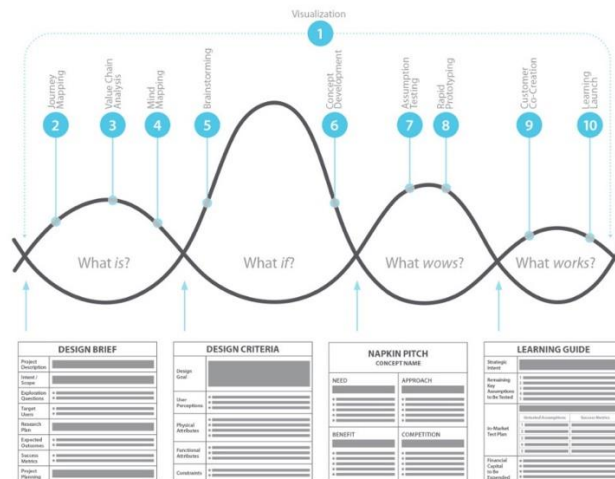 Visualization
1
Journey
Mapping
2
Value Chain
Analysis
3
Mind
Mapping
4
Brainstorming
5
Concept
Development
6
Assumption
Testing
7
Rapid
Prototyping
8
Customer
Co-Creation
9
Learning
Launch
10
What is?
What if?
What wows?
What works?
DESIGN BRIEF
Project
Description
Intent /
Scope
Exploration
Questions
Target
Users
Research
Plan
Expected
Outcomes
Success
Metrics
Project
Planning
DESIGN CRITERIA
Design
Goal
User
Perceptions
Physical
Attributes
Functional
Attributes
Constraints
NAPKIN PITCH
CONCEPT NAME
NEED
APPROACH
BENEFIT
COMPETITION
LEARNING GUIDE
Strategic
Intent
Remaining
Key
Assumptions
to Be Tested
In-Market
Test Plan
Untested Assumptions
Success Metrics
Financial
Capital
to Be
Expended